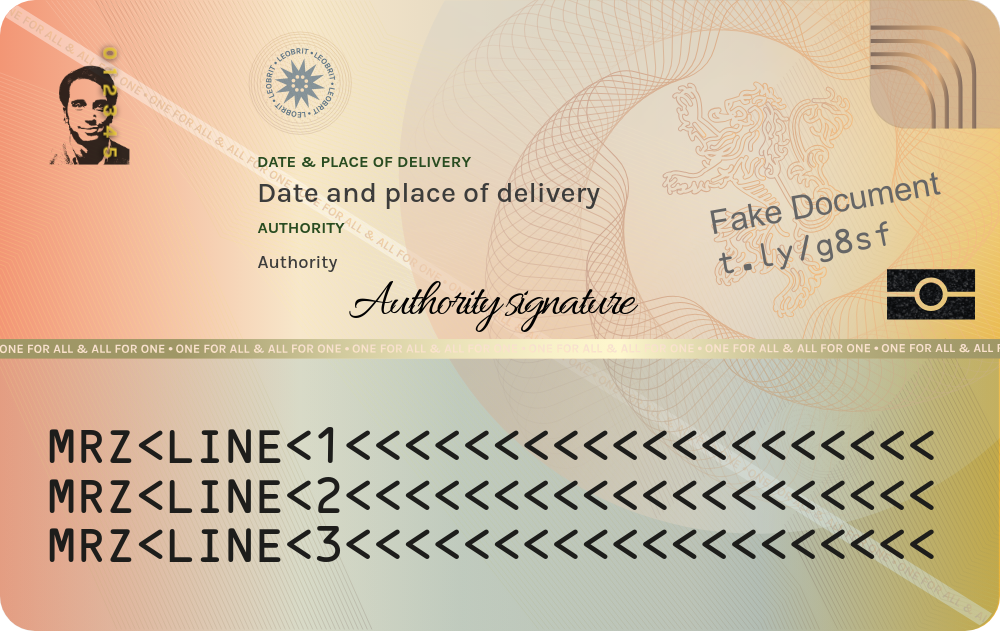 012345
LEOBRIT • LEOBRIT • LEOBRIT • LEOBRIT • LEOBRIT •
DATE & PLACE OF DELIVERY
Date and place of delivery
AUTHORITY
Authority
Authority signature
Fake Document
t.ly/g8sf
ONE FOR ALL & ALL FOR ONE • ONE FOR ALL & ALL FOR ONE • ONE FOR ALL & ALL FOR ONE • ONE FOR ALL & ALL FOR ONE • ONE FOR ALL & ALL FOR ONE • ONE FOR ALL & ALL F
MRZ<LINE<1<<<<<<<<<<<<<<<<<<<<
MRZ<LINE<2<<<<<<<<<<<<<<<<<<<<
MRZ<LINE<3<<<<<<<<<<<<<<<<<<<<